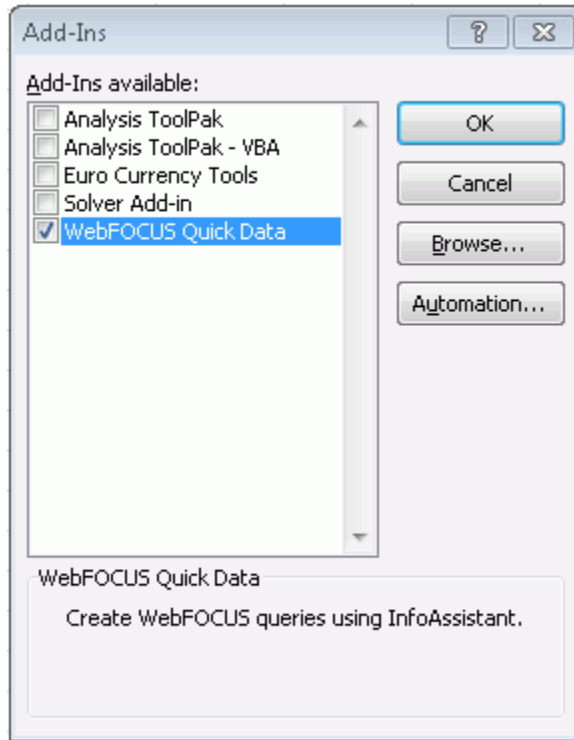 Add-Ins
Add-Ins available:
Analysis ToolPak
Analysis ToolPak - VBA
Euro Currency Tools
Solver Add-in
WebFOCUS Quick Data
OK
Cancel
Browse...
Automation...
WebFOCUS Quick Data
Create WebFOCUS queries using InfoAssistant.